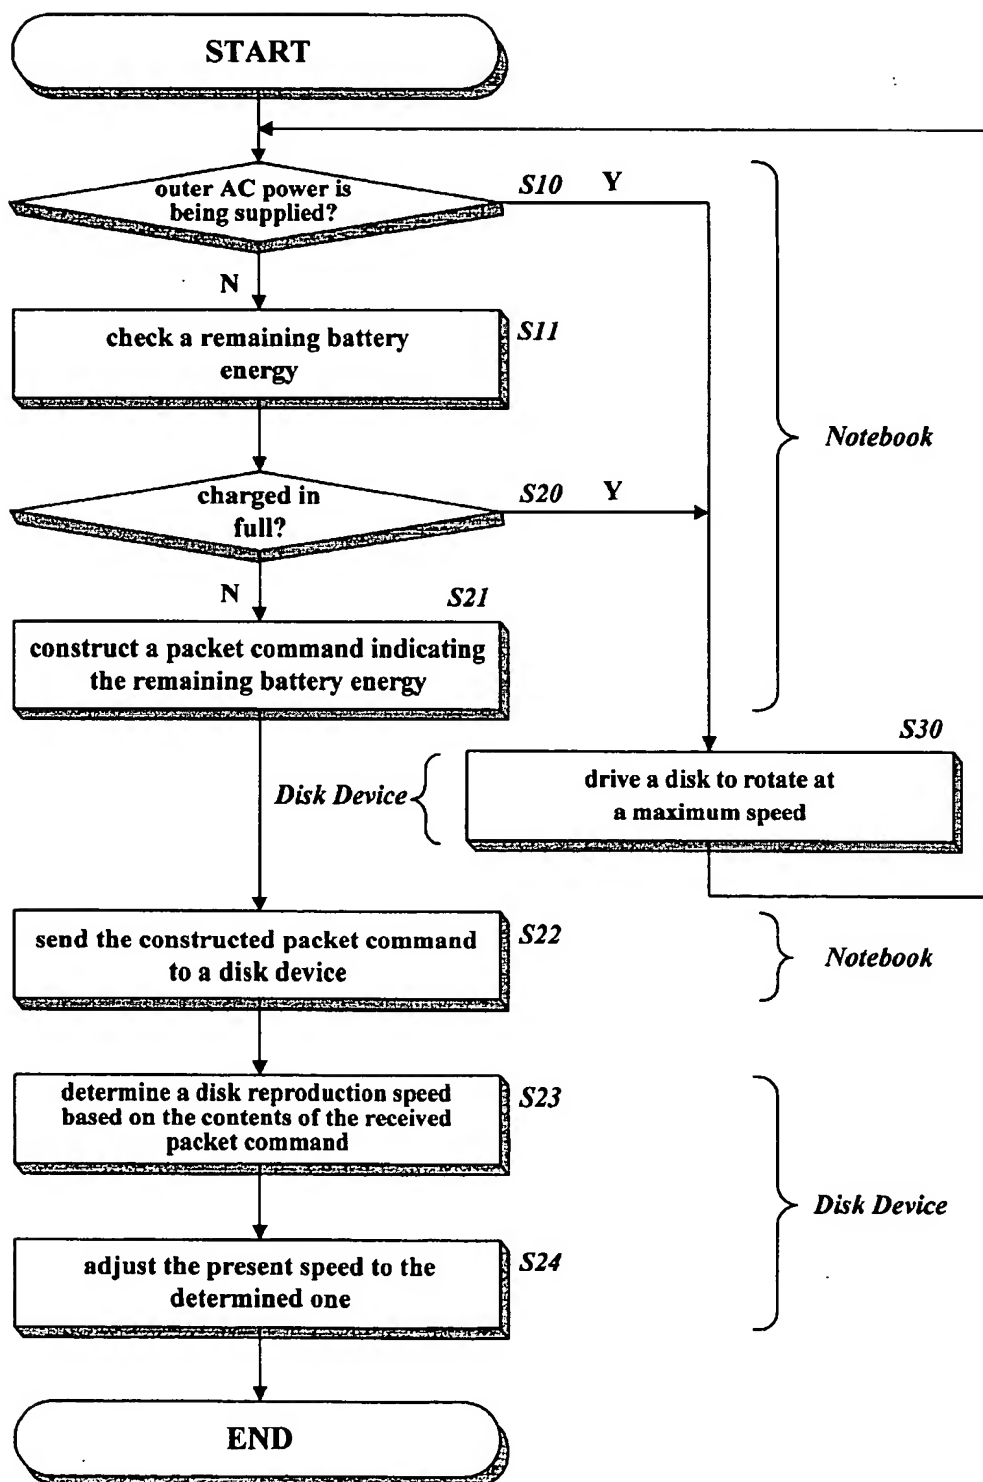 START
outer AC power is
being supplied?
S10 Y
N
check a remaining battery
energy
S11
Notebook
charged in
full?
S20 Y
N
S21
construct a packet command indicating
the remaining battery energy
S30
Disk Device
drive a disk to rotate at
a maximum speed
send the constructed packet command
to a disk device
S22
Notebook
determine a disk reproduction speed
based on the contents of the received
packet command
S23
Disk Device
adjust the present speed to the
determined one
S24
END